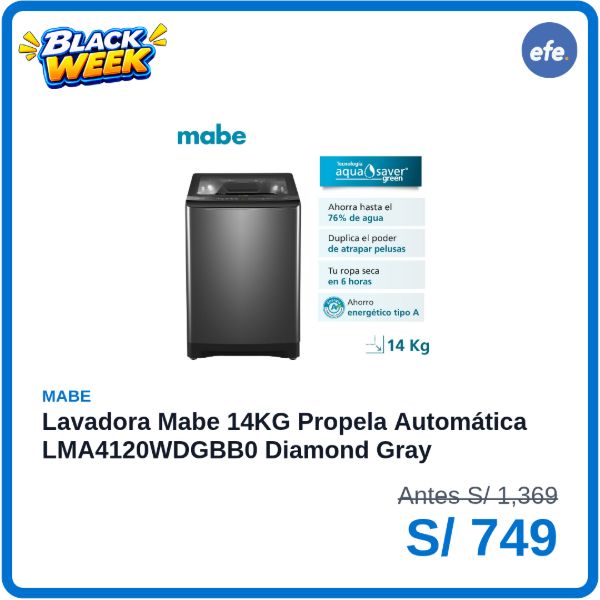 BLACK
WEEK
efe.
mabe
Tecnología
aqua saver®
green
Ahorra hasta el
76% de agua
Duplica el poder
de atrapar pelusas
Tu ropa seca
en 6 horas
Ahorro
energético tipo A
14 Kg
MABE
Lavadora Mabe 14KG Propela Automática
LMA4120WDGBB0 Diamond Gray
Antes S/ 1,369
S/ 749